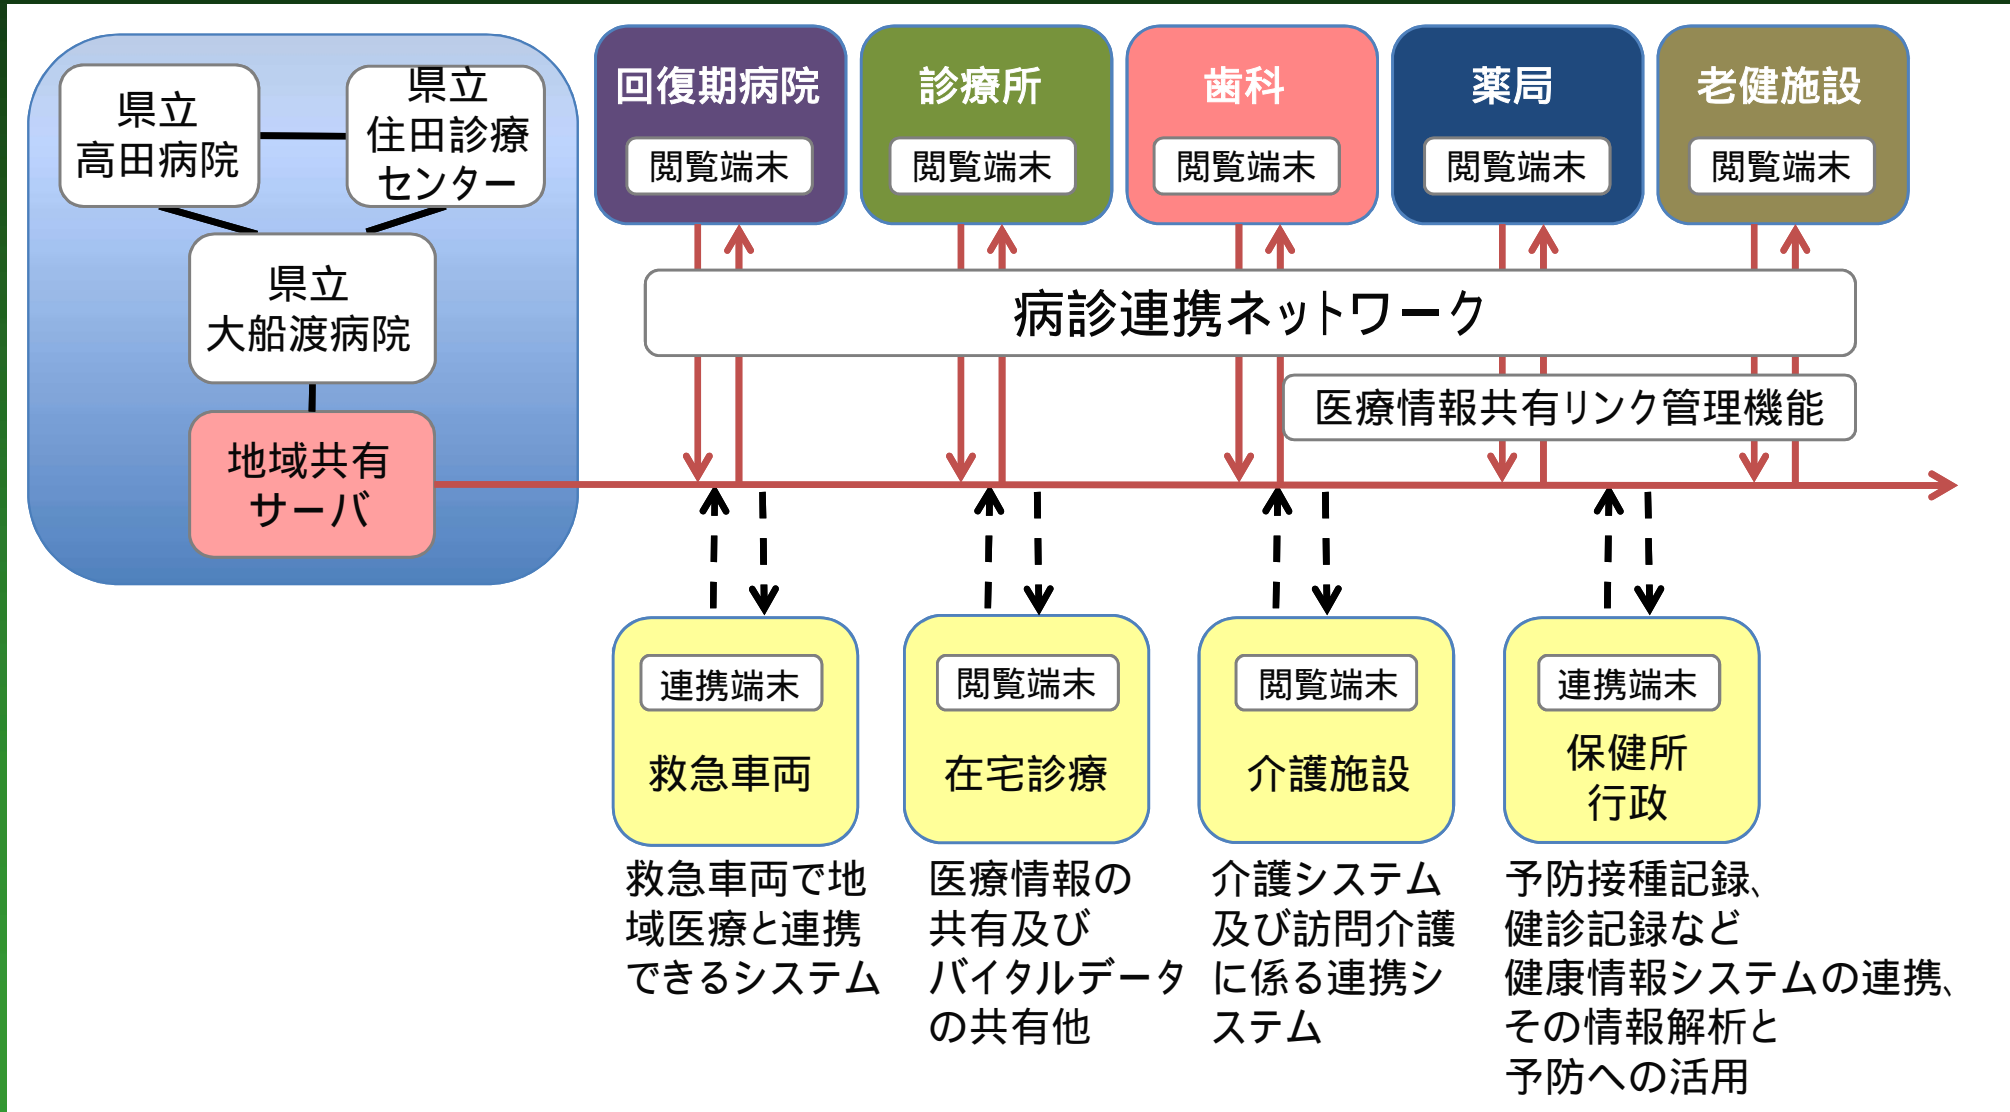 県立
高田病院
県立
住田診療
センター
県立
大船渡病院
地域共有
サーバ
回復期病院
閲覧端末
診療所
閲覧端末
歯科
閲覧端末
薬局
閲覧端末
老健施設
閲覧端末
病診連携ネットワーク
医療情報共有リンク管理機能
連携端末
救急車両
救急車両で地
域医療と連携
できるシステム
閲覧端末
在宅診療
医療情報の
共有及び
バイタルデータ
の共有他
閲覧端末
介護施設
介護システム
及び訪問介護
に係る連携シ
ステム
連携端末
保健所
行政
予防接種記録、
健診記録など
健康情報システムの連携、
その情報解析と
予防への活用